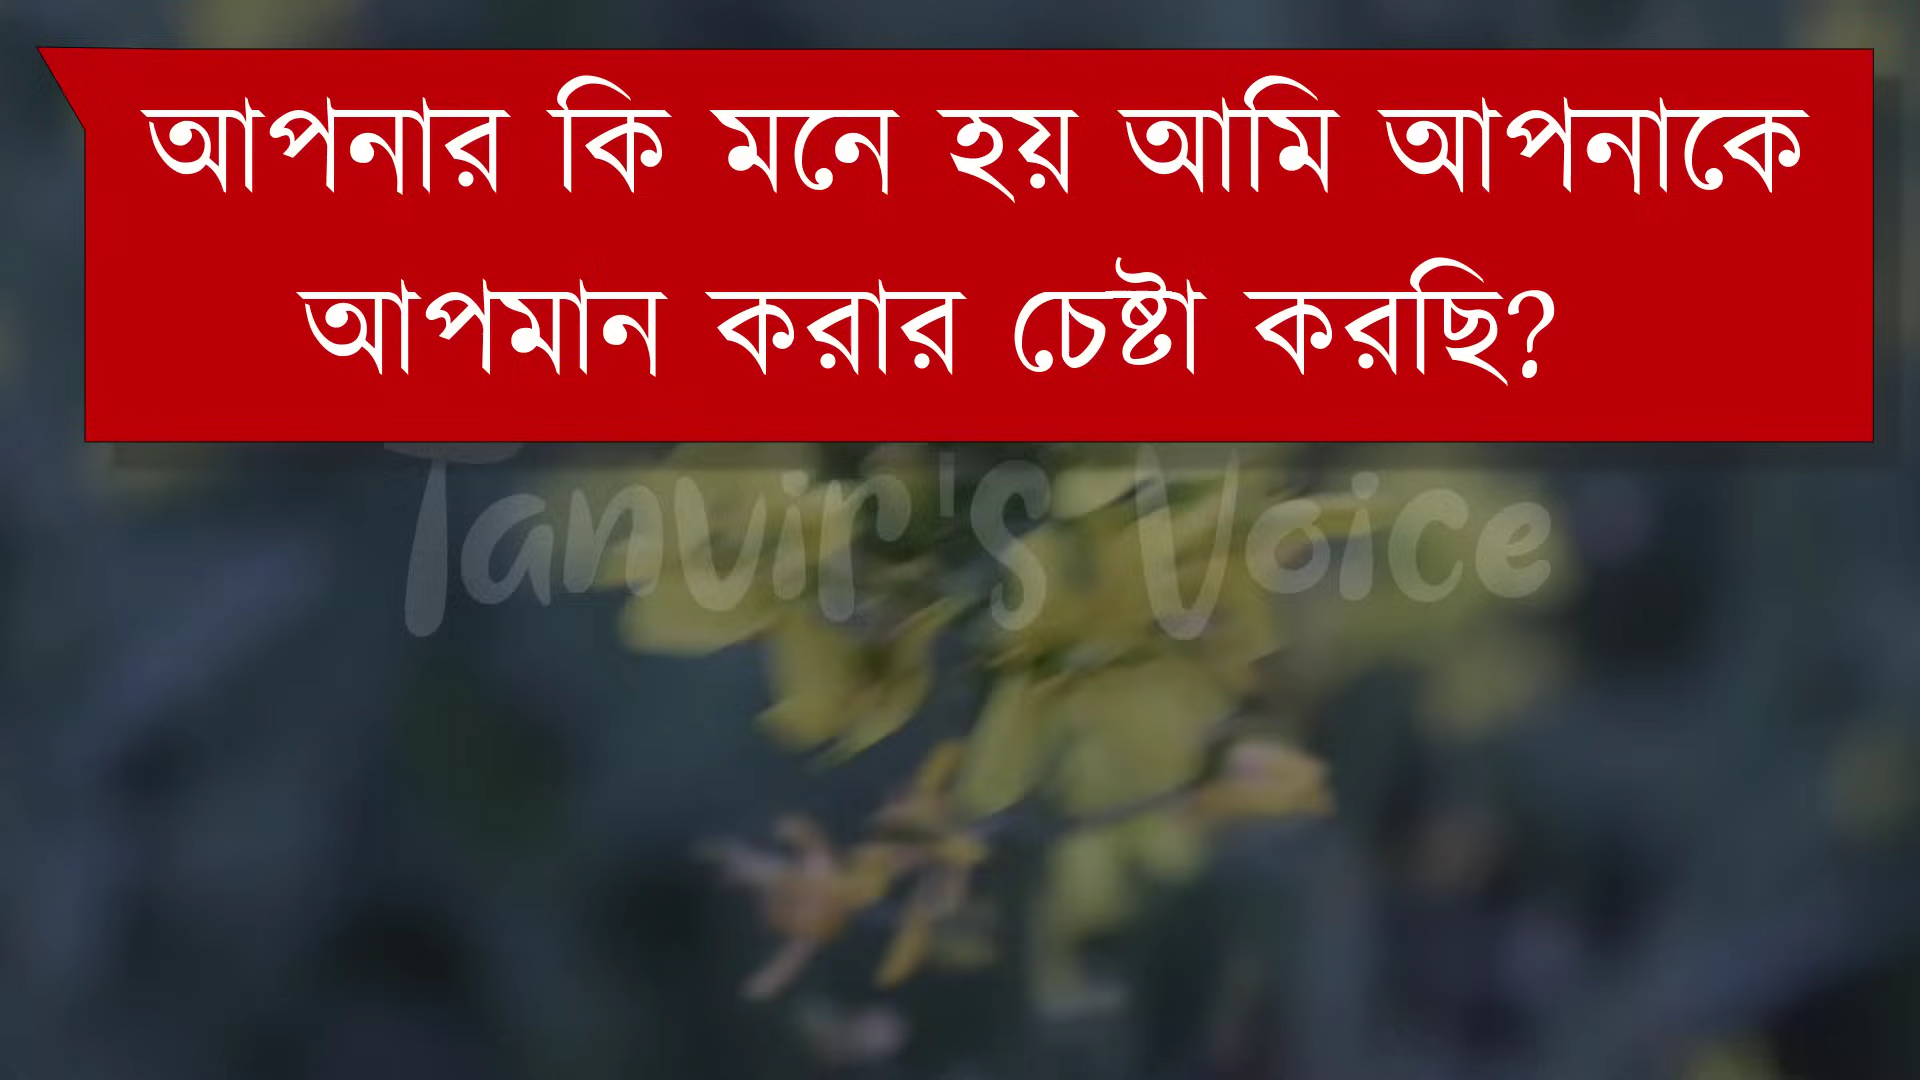 আপনার কি মনে হয় আমি আপনাকে
আপমান করার চেষ্টা করছি?
Tanvir's Voice